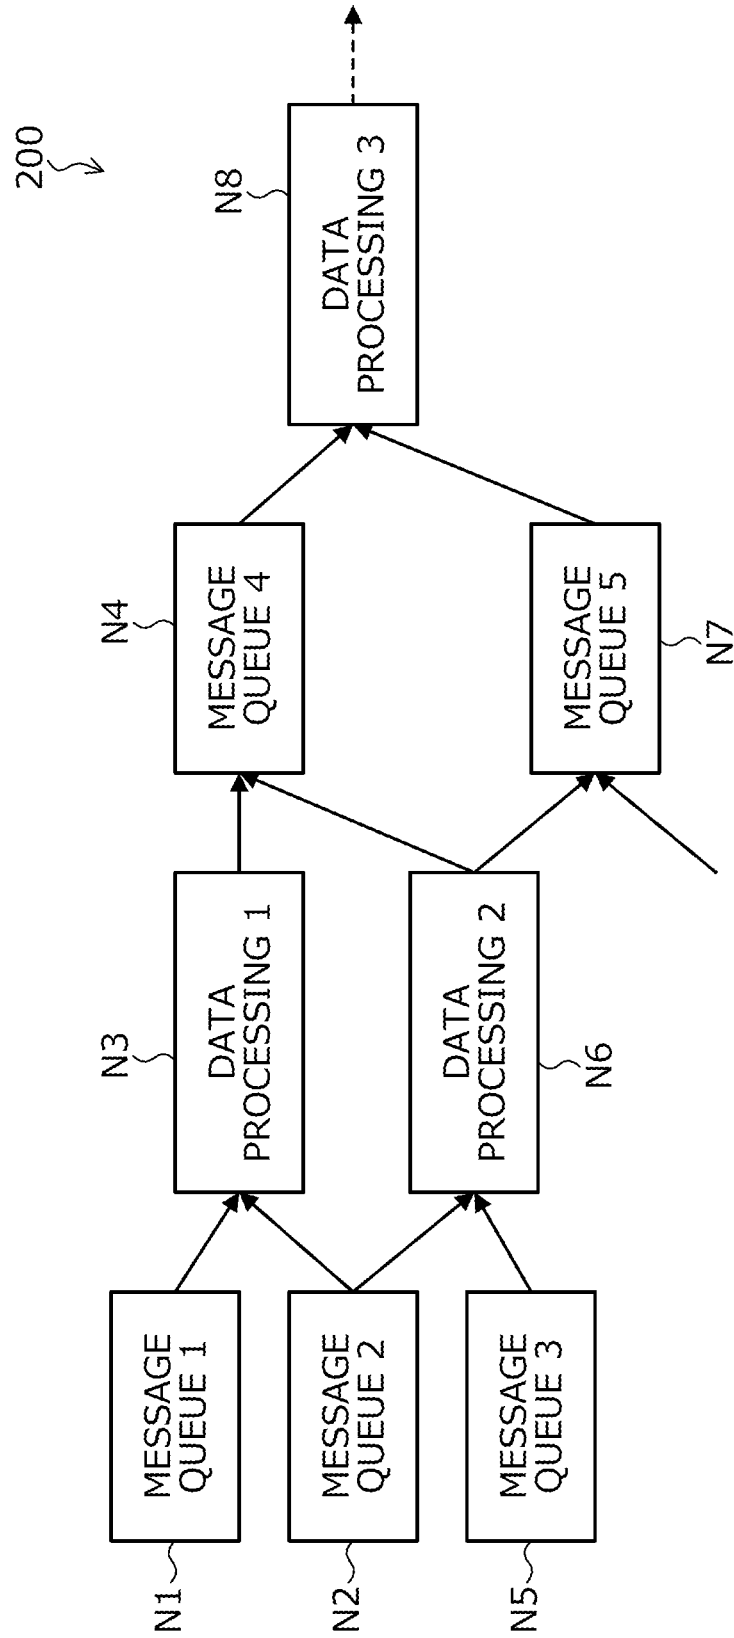 200
N1
MESSAGE
QUEUE 1
N2
MESSAGE
QUEUE 2
N5
MESSAGE
QUEUE 3
N3
DATA
PROCESSING 1
N6
DATA
PROCESSING 2
N4
MESSAGE
QUEUE 4
N7
MESSAGE
QUEUE 5
N8
DATA
PROCESSING 3